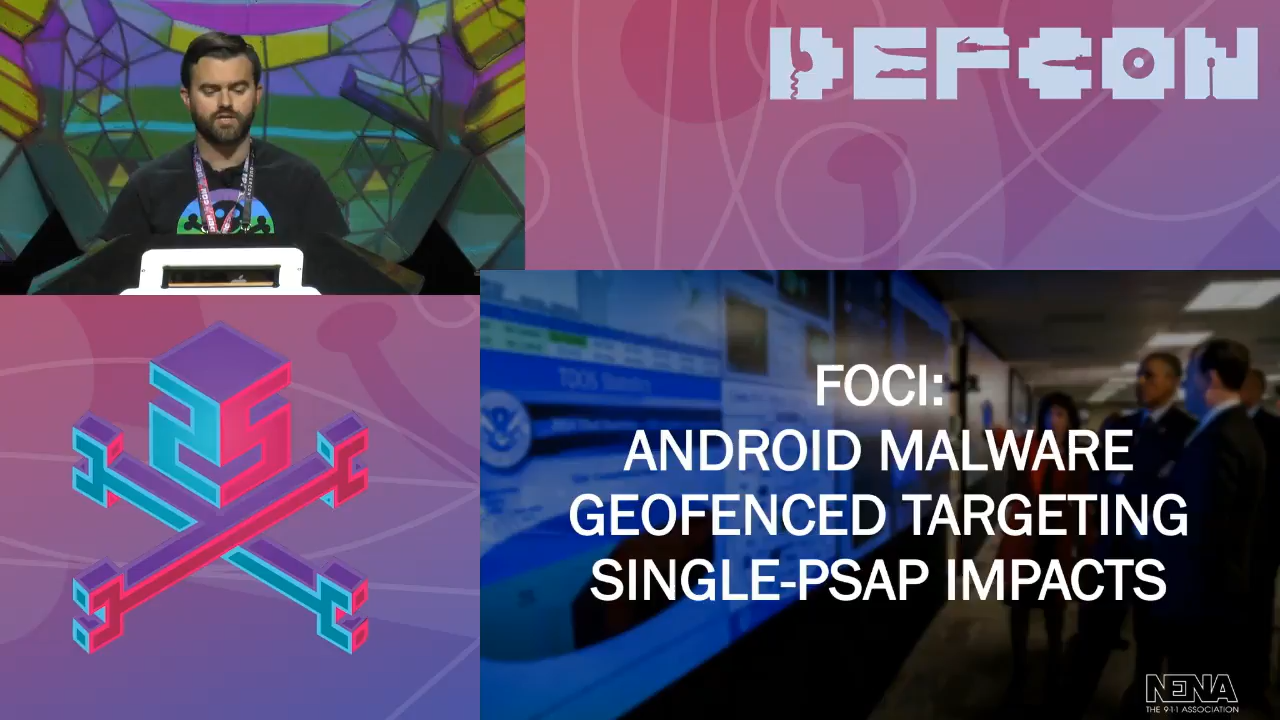 DEFCON
FOCI:
ANDROID MALWARE
GEOFENCED TARGETING
SINGLE-PSAP IMPACTS
NENA
THE 9-1-1 ASSOCIATION